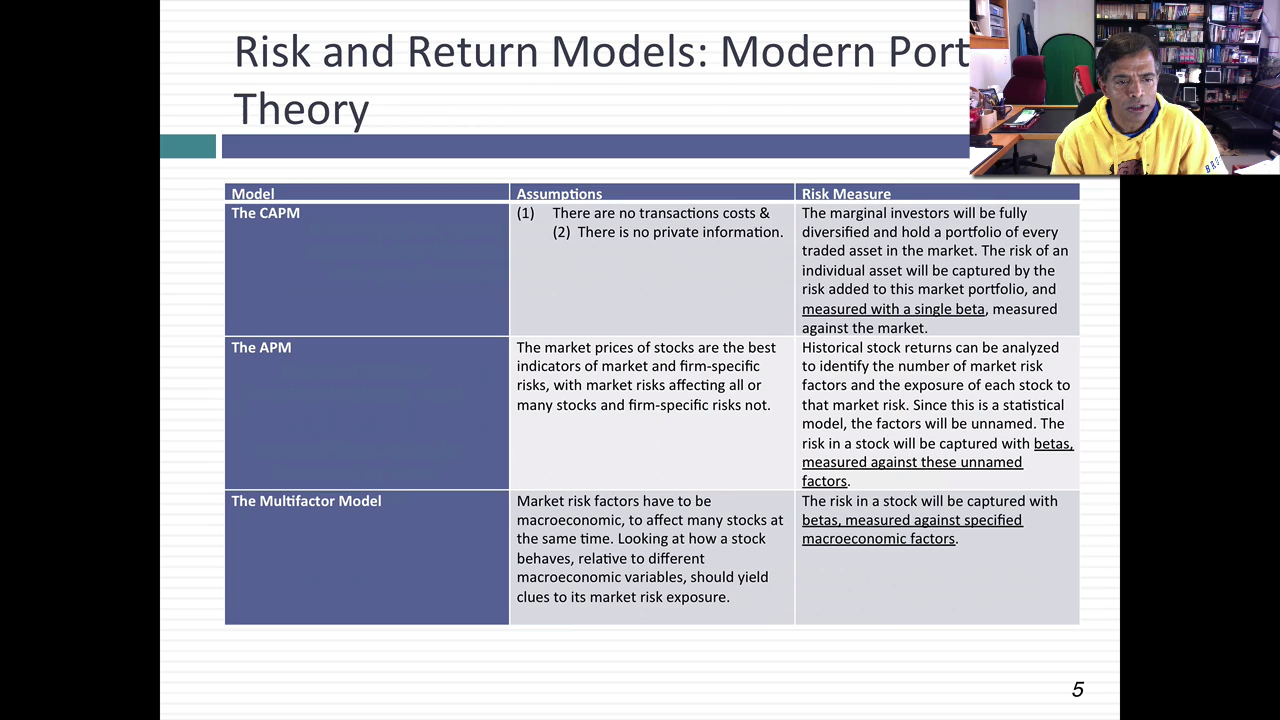 Risk and Return Models: Modern Port
Theory
Model
Assumptions
Risk Measure
The CAPM
(1) There are no transactions costs &
(2) There is no private information.
The marginal investors will be fully
diversified and hold a portfolio of every
traded asset in the market. The risk of an
individual asset will be captured by the
risk added to this market portfolio, and
measured with a single beta, measured
against the market.
The APM
The market prices of stocks are the best
indicators of market and firm-specific
risks, with market risks affecting all or
many stocks and firm-specific risks not.
Historical stock returns can be analyzed
to identify the number of market risk
factors and the exposure of each stock to
that market risk. Since this is a statistical
model, the factors will be unnamed. The
risk in a stock will be captured with betas,
measured against these unnamed
factors.
The Multifactor Model
Market risk factors have to be
macroeconomic, to affect many stocks at
the same time. Looking at how a stock
behaves, relative to different
macroeconomic variables, should yield
clues to its market risk exposure.
The risk in a stock will be captured with
betas, measured against specified
macroeconomic factors.
5